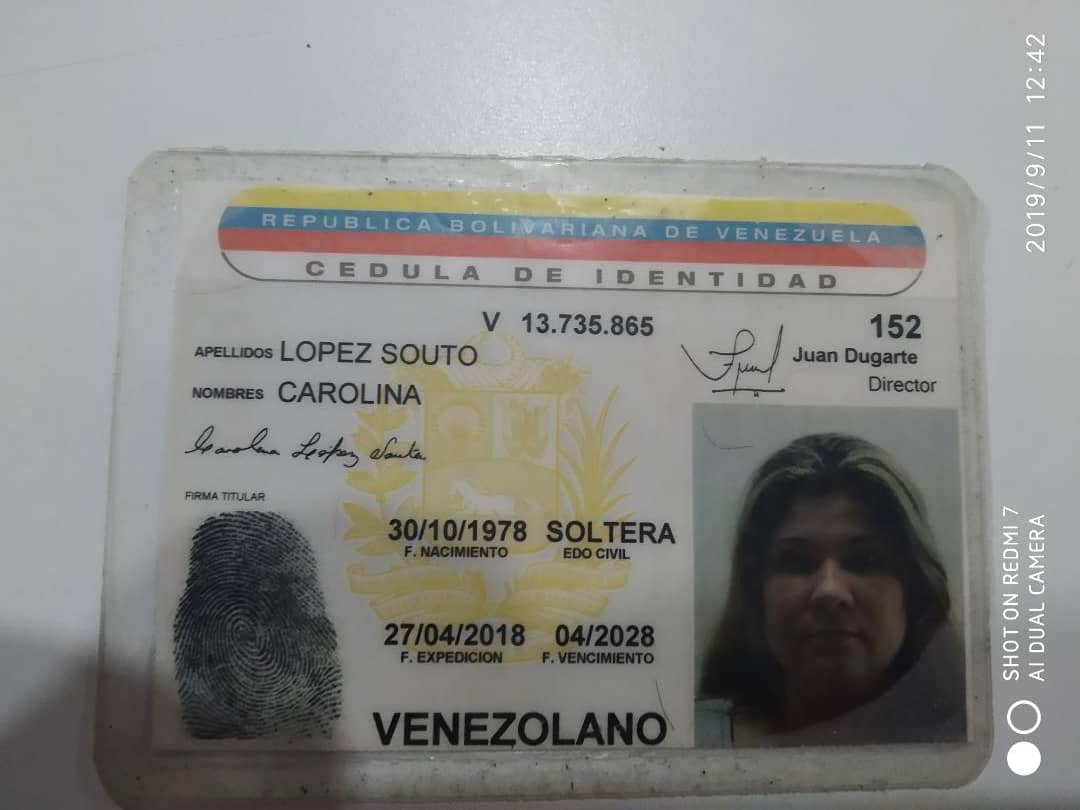 REPUBLICA BOLIVARIANA DE VENEZUELA
CEDULA DE IDENTIDAD
V 13.735.865
152
APELLIDOS LOPEZ SOUTO
Juan Dugarte
Director
NOMBRES CAROLINA
Carolina López Souto
FIRMA TITULAR
30/10/1978 SOLTERA
F. NACIMIENTO EDO CIVIL
27/04/2018 04/2028
F. EXPEDICION F. VENCIMIENTO
VENEZOLANO
2019/9/11 12:42
SHOT ON REDMI 7
AI DUAL CAMERA